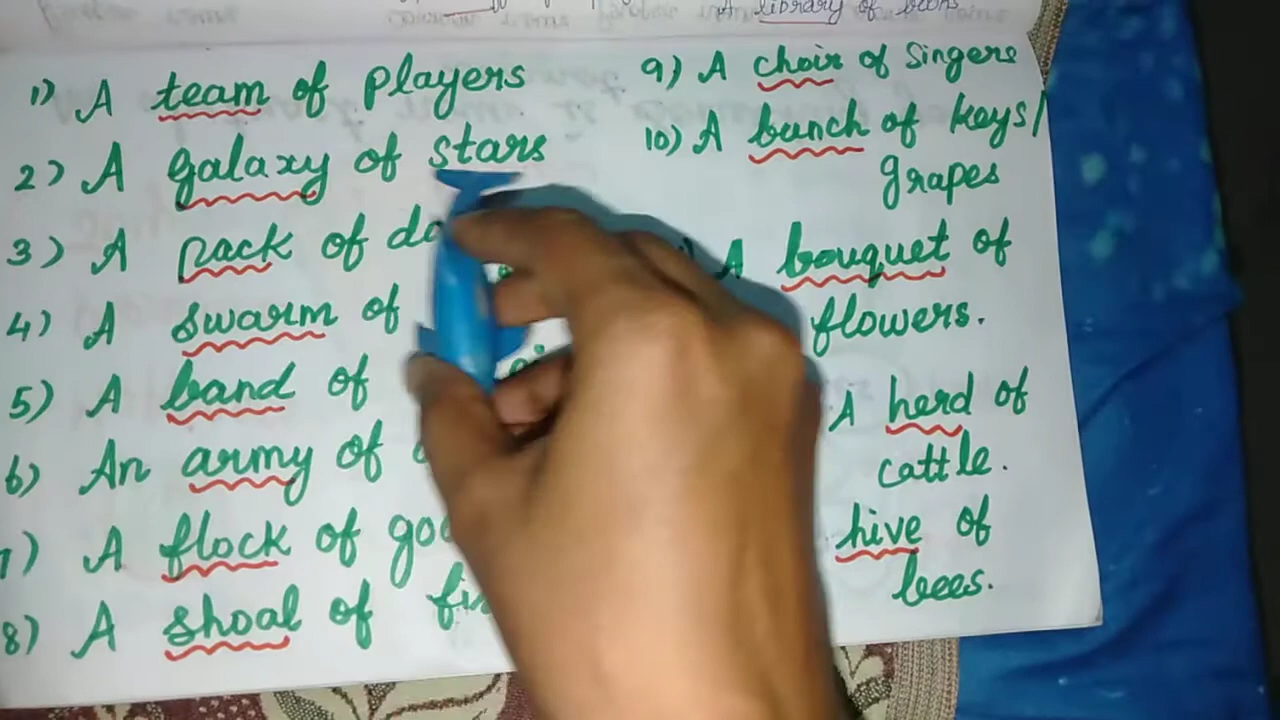 A library of books
1) A team of players
2) A galaxy of stars
3) A pack of
4) A swarm of
5) A band of
6) An army of
7) A flock of
8) A shoal of
9) A choir of Singers
10) A bunch of keys/
grapes
A bouquet of
flowers.
A herd of
cattle.
hive of
bees.